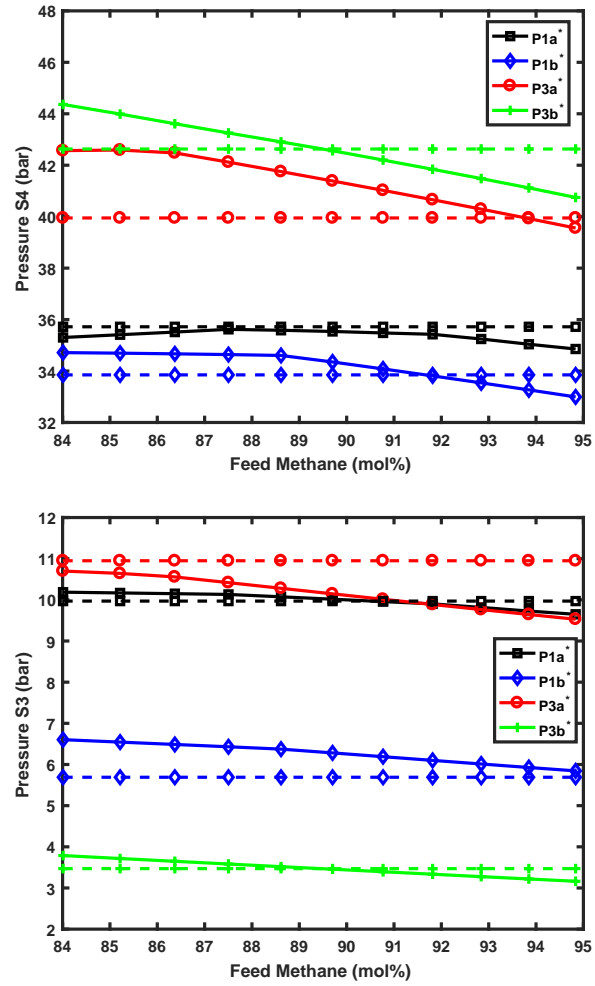 48
46
44
42
40
38
36
34
32
Pressure S4 (bar)
P1a*
P1b*
P3a*
P3b*
84 85 86 87 88 89 90 91 92 93 94 95
Feed Methane (mol%)
12
11
10
9
8
7
6
5
4
3
2
Pressure S3 (bar)
P1a*
P1b*
P3a*
P3b*
84 85 86 87 88 89 90 91 92 93 94 95
Feed Methane (mol%)